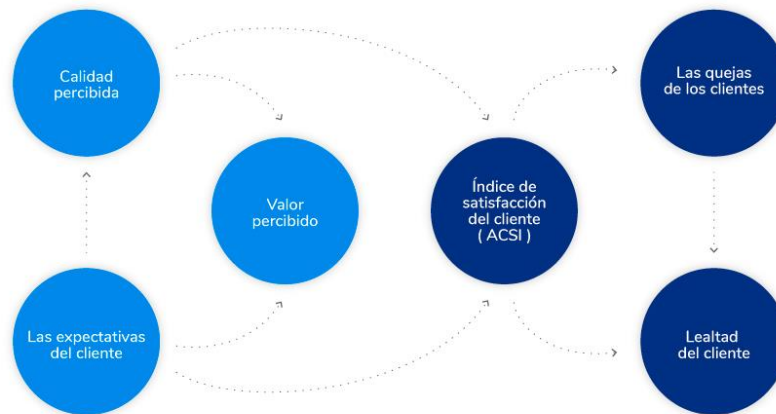 Calidad
percibida
Las quejas
de los clientes
Valor
percibido
Índice de
satisfacción
del cliente
( ACSI )
Las expectativas
del cliente
Lealtad
del cliente